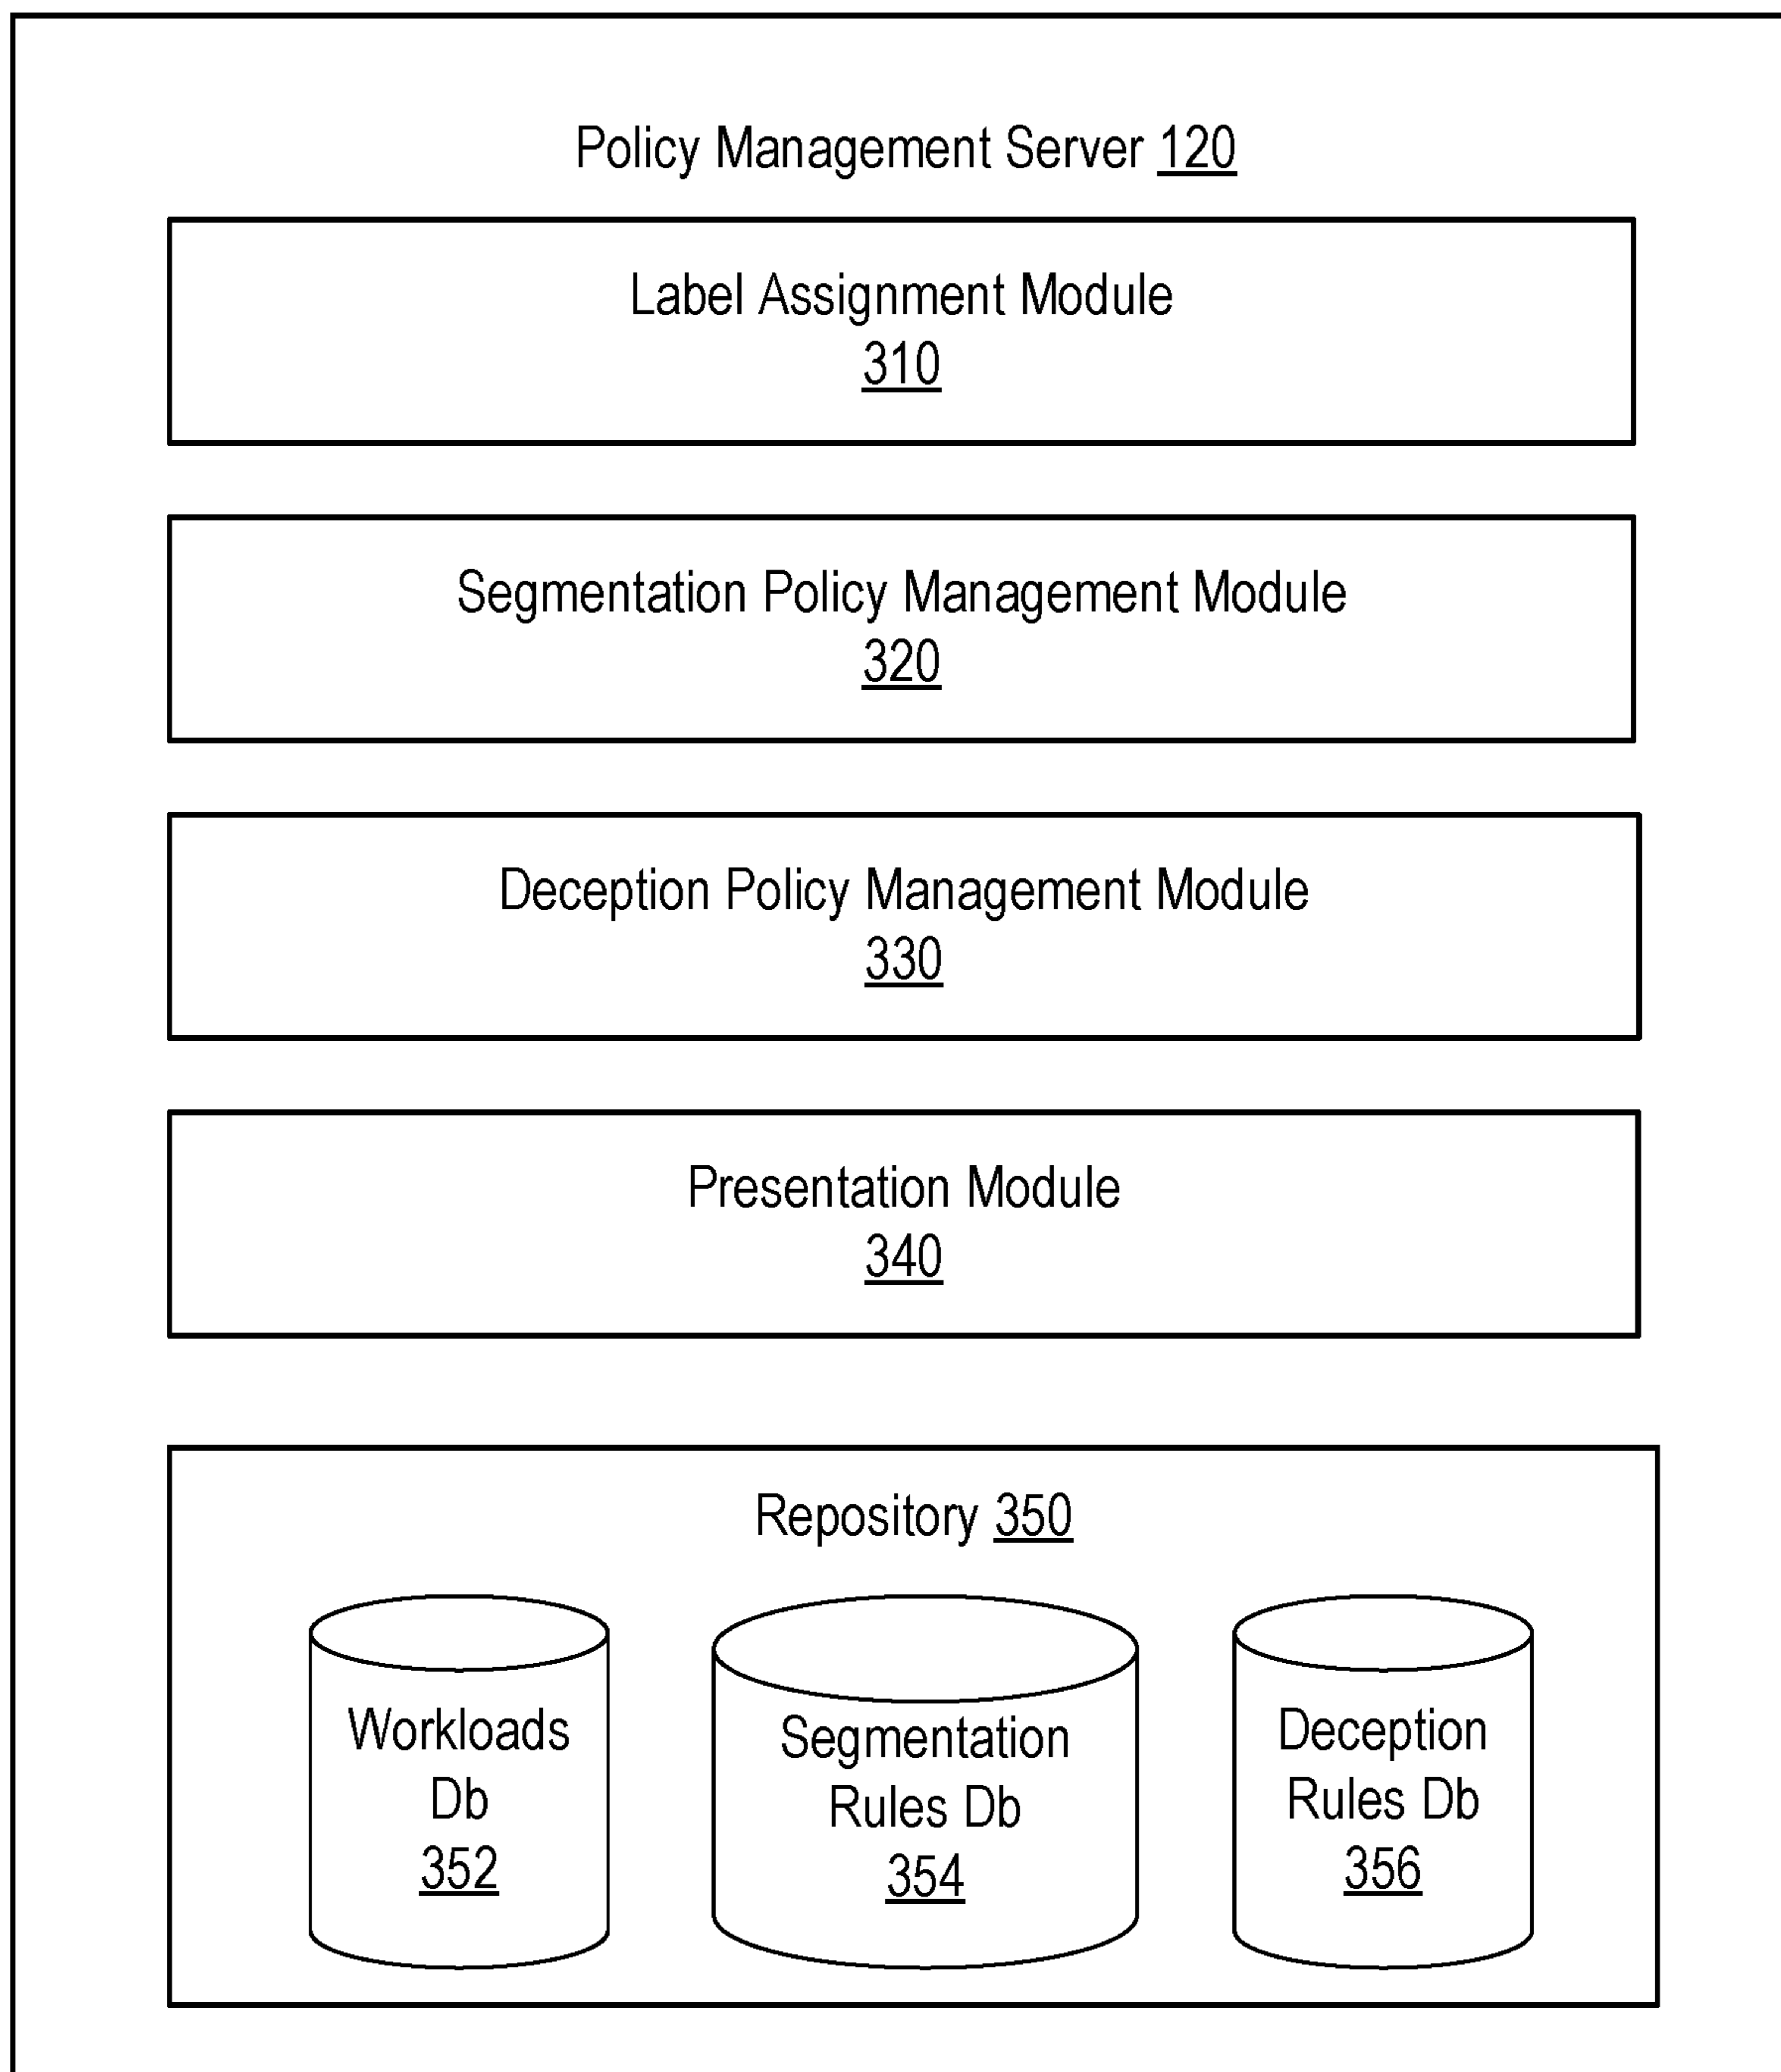 Policy Management Server 120
Label Assignment Module
310
Segmentation Policy Management Module
320
Deception Policy Management Module
330
Presentation Module
340
Repository 350
Workloads
Db
352
Segmentation
Rules Db
354
Deception
Rules Db
356